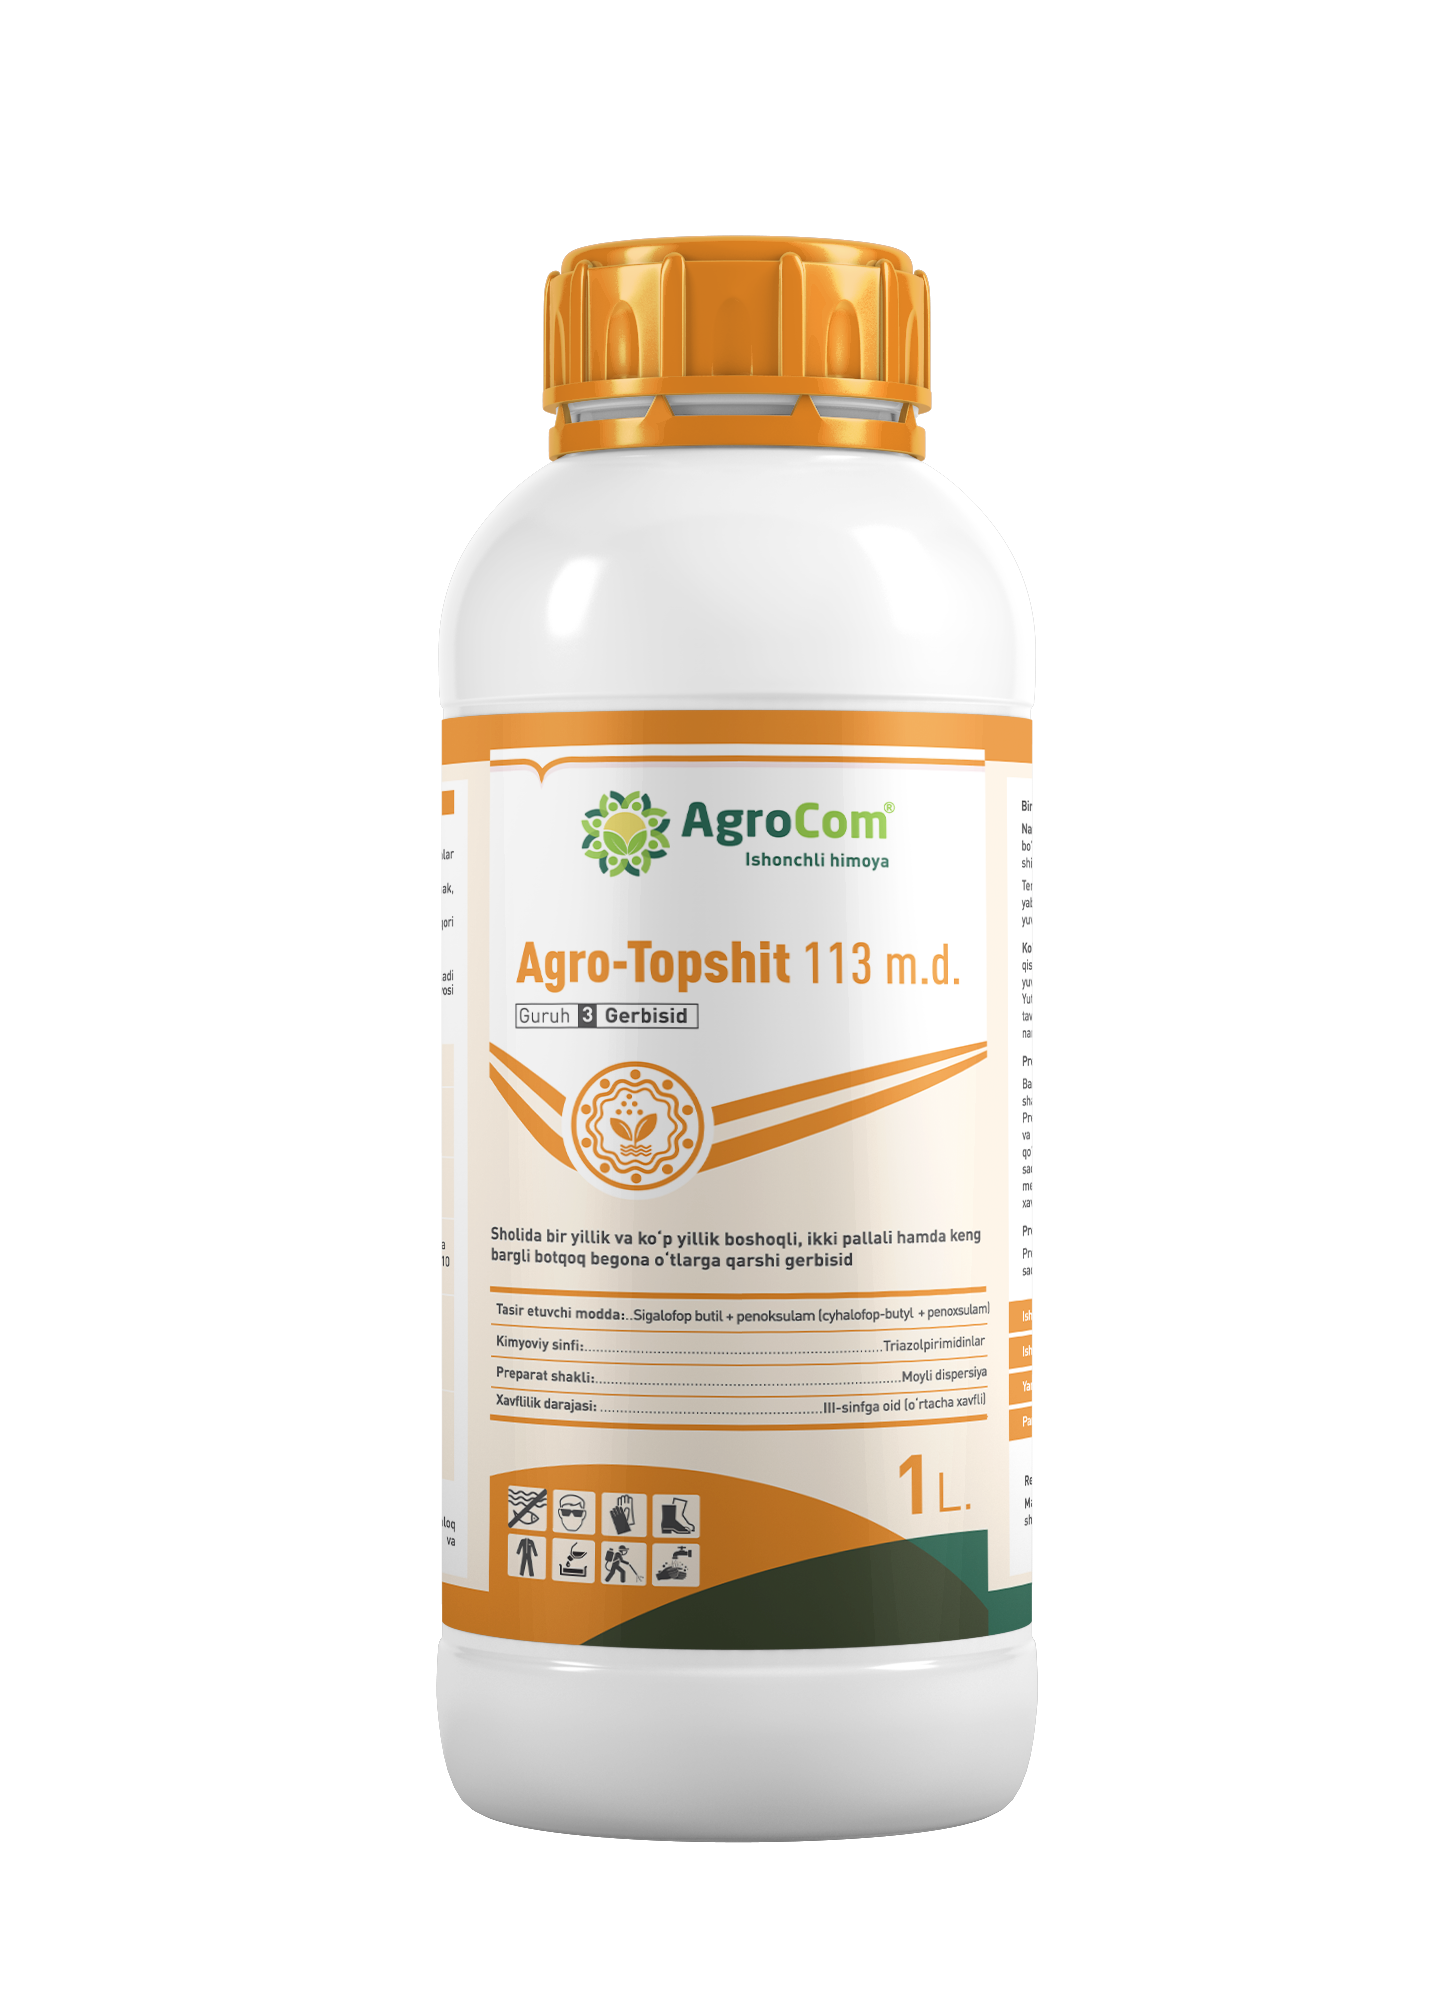 AgroCom®
Ishonchli himoya
Agro-Topshit 113 m.d.
Guruh 3 Gerbisid
Sholida bir yillik va ko‘p yillik boshoqli, ikki pallali hamda keng
bargli botqoq begona o‘tlarga qarshi gerbisid
Tasir etuvchi modda:..Sigalofop butil + penoksulam (cyhalofop-butyl + penoxsulam)
Kimyoviy sinfi:..........Triazolpirimidinlar
Preparat shakli:..........Moyli dispersiya
Xavflilik darajasi: ..........III-sinfga oid (o‘rtacha xavfli)
1 L.